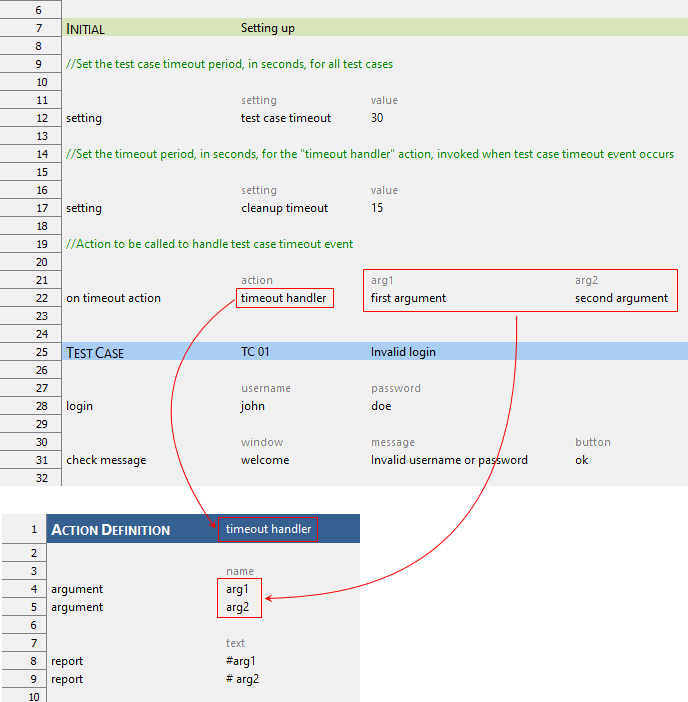 6
7 INITIAL Setting up
8
9 //Set the test case timeout period, in seconds, for all test cases
10
11 setting value
12 setting test case timeout 30
13
14 //Set the timeout period, in seconds, for the "timeout handler" action, invoked when test case timeout event occurs
15
16 setting value
17 setting cleanup timeout 15
18
19 //Action to be called to handle test case timeout event
20
21 action arg1 arg2
22 on timeout action timeout handler first argument second argument
23
24
25 TEST CASE TC 01 Invalid login
26
27 username password
28 login john doe
29
30 window message button
31 check message welcome Invalid username or password ok
32
1 ACTION DEFINITION timeout handler
2
3 name
4 argument arg1
5 argument arg2
6
7 text
8 report #arg1
9 report # arg2
10